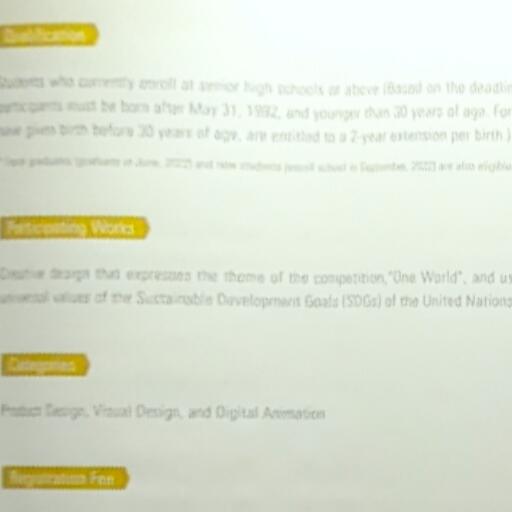 Qualification
Students who currently enroll at senior high schools or above (Based on the deadlin
participants must be born after May 31, 1992, and younger than 30 years of age. For
have given birth before 30 years of age, are entitled to a 2-year extension per birth.)
graduates (graduate in June, 2022) and new students (enroll school in September, 2022) are also eligible
Participating Works
Creative design that expresses the theme of the competition,"One World", and us
universal values of the Sustainable Development Goals (SDGs) of the United Nations
Categories
Product Design, Visual Design, and Digital Animation
Registration Fee